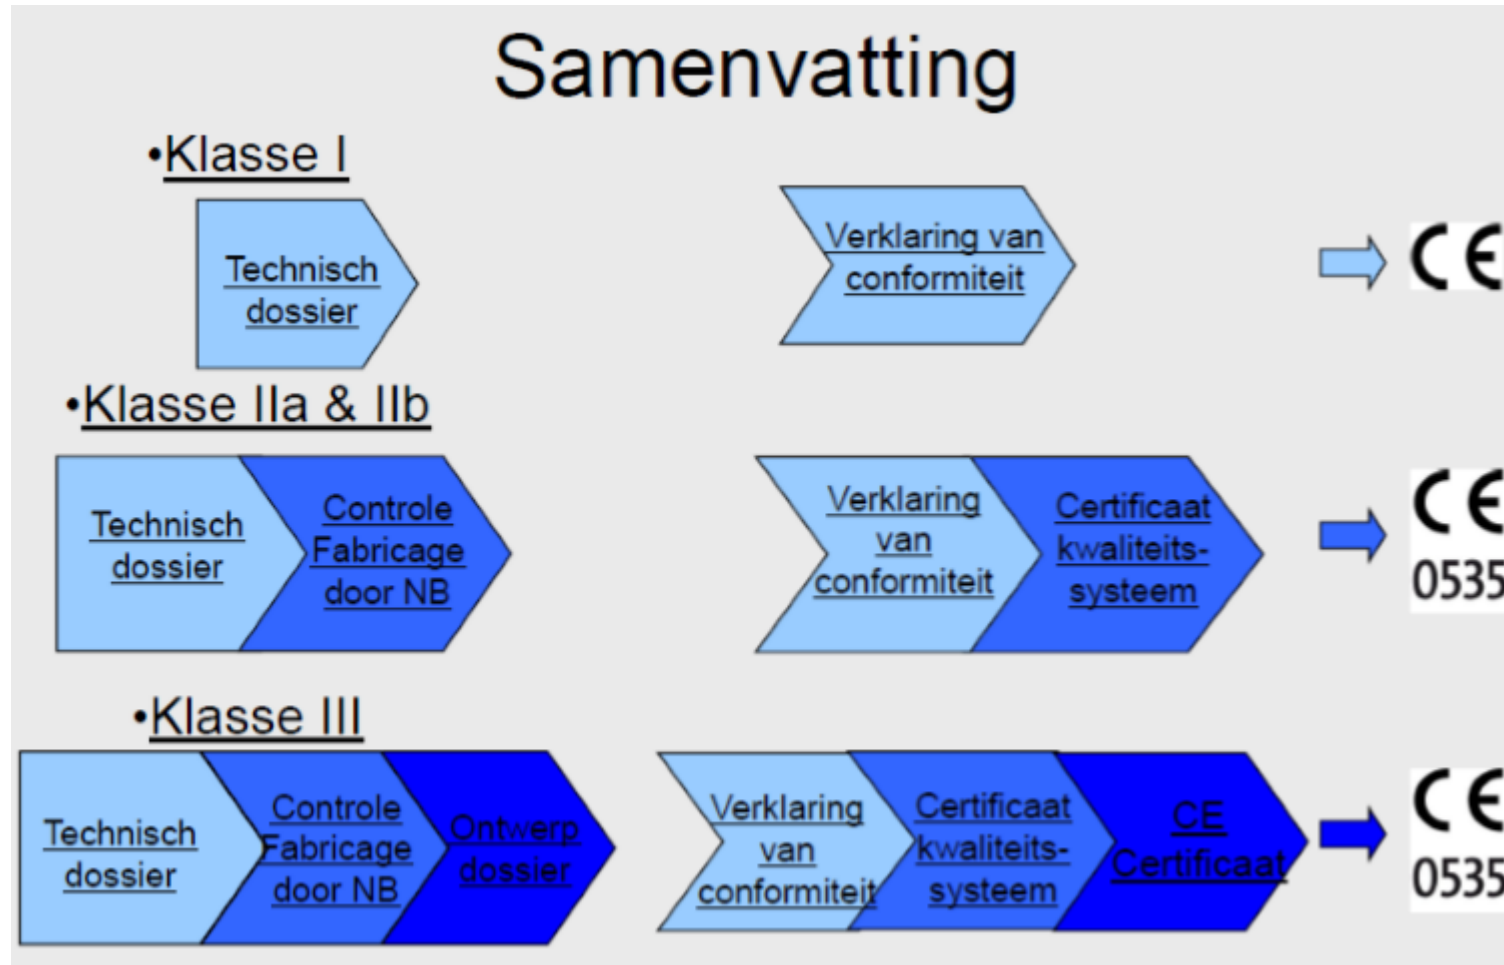 Samenvatting
•Klasse I
Technisch
dossier
Verklaring van
conformiteit
CE
•Klasse IIa & IIb
Technisch
dossier
Controle
Fabricage
door NB
Verklaring
van
conformiteit
Certificaat
kwaliteits-
systeem
CE
0535
•Klasse III
Technisch
dossier
Controle
Fabricage
door NB
Ontwerp
dossier
Verklaring
van
conformiteit
Certificaat
kwaliteits-
systeem
CE
Certificaat
CE
0535